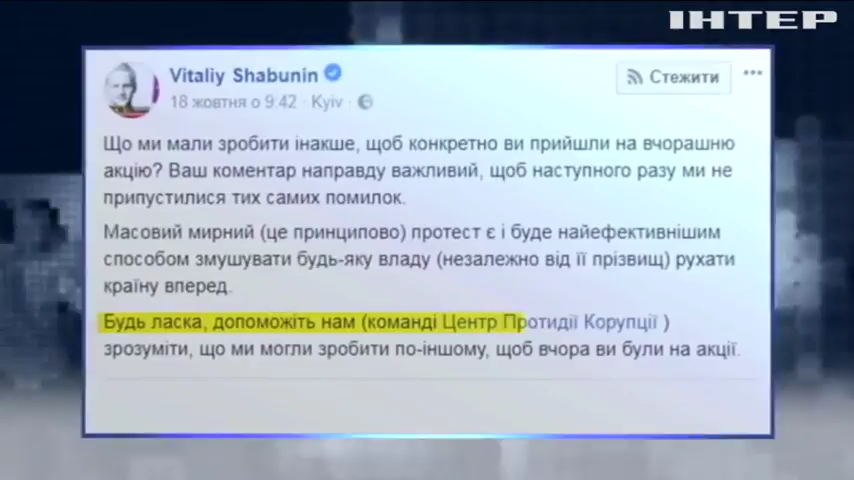 ІНТЕР
Vitaliy Shabunin
Стежити
18 жовтня о 9:42 · Kyiv ·
Що ми мали зробити інакше, щоб конкретно ви прийшли на вчорашню
акцію? Ваш коментар направду важливий, щоб наступного разу ми не
припустилися тих самих помилок.
Масовий мирний (це принципово) протест є і буде найефективнішим
способом змушувати будь-яку владу (незалежно від її прізвищ) рухати
країну вперед.
Будь ласка, допоможіть нам (команді Центр Протидії Корупції )
зрозуміти, що ми могли зробити по-іншому, щоб вчора ви були на акції.